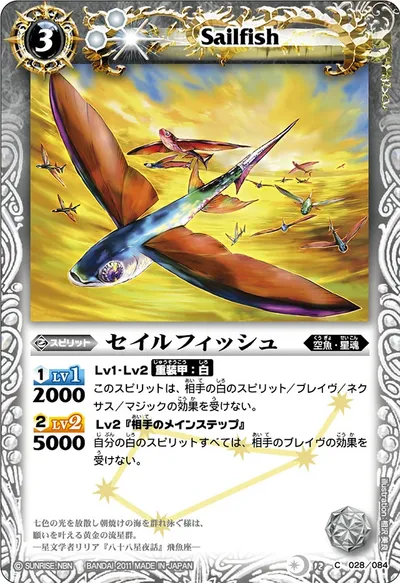 3
Sailfish
スピリット
セイルフィッシュ
空魚・星魂
1 LV1
2000
2 LV2
5000
Lv1・Lv2 重装甲：白
このスピリットは、相手の白のスピリット／ブレイヴ／ネク
サス／マジックの効果を受けない。
Lv2『相手のメインステップ』
自分の白のスピリットすべては、相手のブレイヴの効果を
受けない。
七色の光を放散し朝焼けの海を群れ泳ぐ様は、
願いを叶える黄金の流星群。
―星文学者リリア『八十八星夜話』飛魚座―
©SUNRISE,NBN BANDAI 2011 MADE IN JAPAN
12 C 028/084